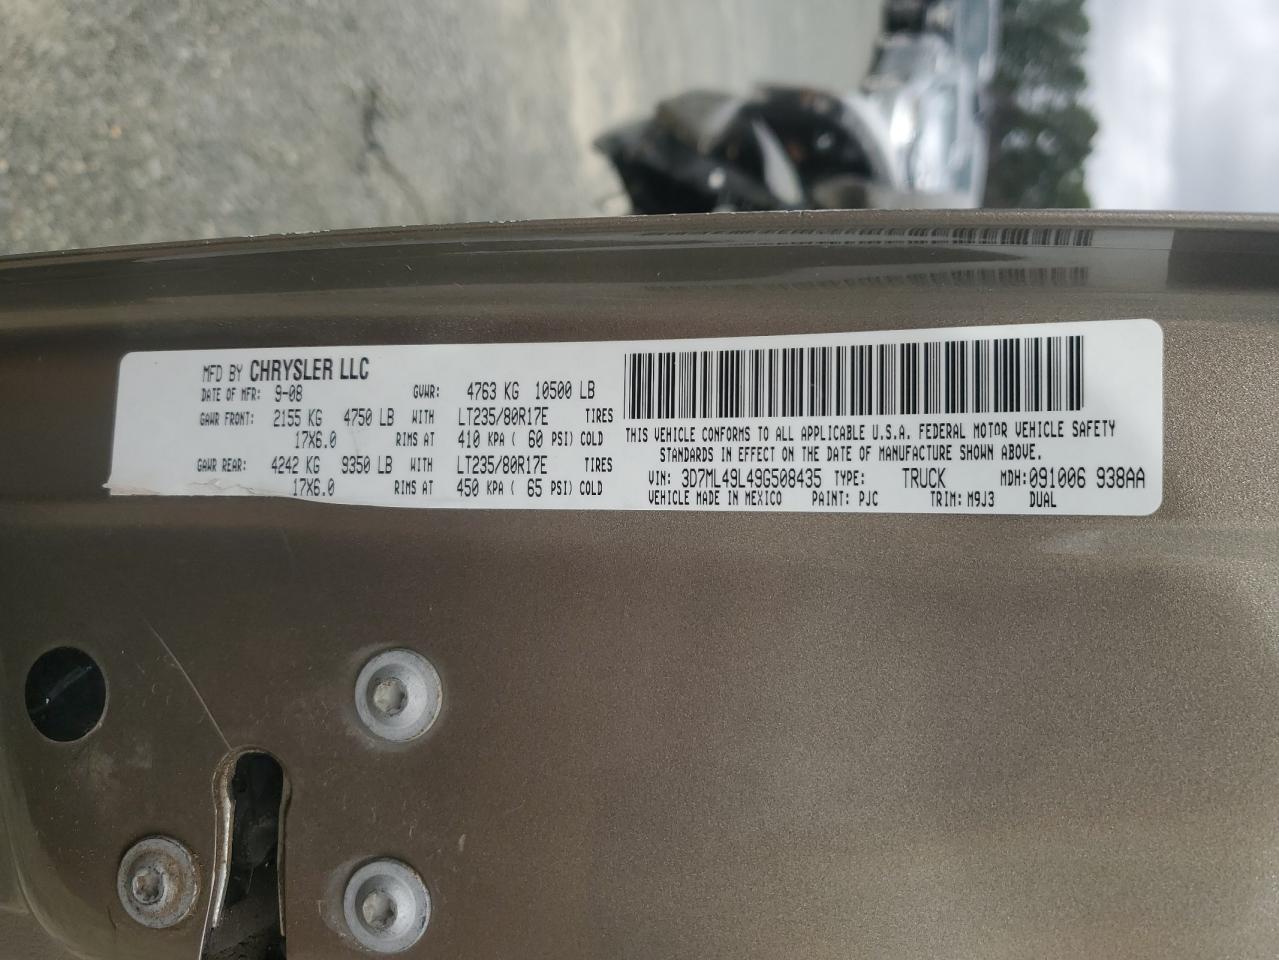 MFD BY CHRYSLER LLC
DATE OF MFR: 9-08 GVWR: 4763 KG 10500 LB
GAWR FRONT: 2155 KG 4750 LB WITH LT235/80R17E TIRES
17X6.0 RIMS AT 410 KPA ( 60 PSI) COLD
GAWR REAR: 4242 KG 9350 LB WITH LT235/80R17E TIRES
17X6.0 RIMS AT 450 KPA ( 65 PSI) COLD
THIS VEHICLE CONFORMS TO ALL APPLICABLE U.S.A. FEDERAL MOTOR VEHICLE SAFETY
STANDARDS IN EFFECT ON THE DATE OF MANUFACTURE SHOWN ABOVE.
VIN: 3D7ML49L49G508435 TYPE: TRUCK MDH:091006 938AA
VEHICLE MADE IN MEXICO PAINT: PJC TRIM: M9J3 DUAL